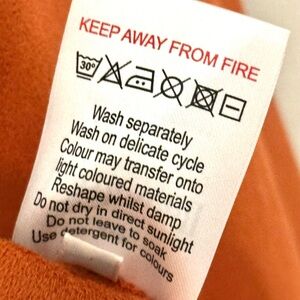 KEEP AWAY FROM FIRE
30°
Wash separately
Wash on delicate cycle
Colour may transfer onto
light coloured materials
Reshape whilst damp
Do not dry in direct sunlight
Do not leave to soak
Use detergent for colours